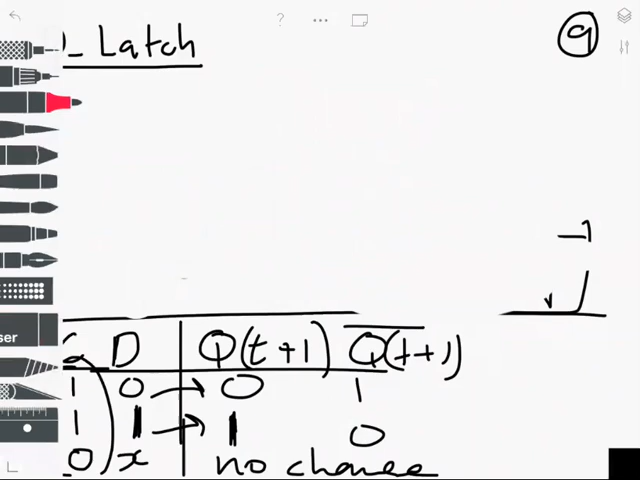 Latch 9
D Q(t+1) Q(t+1)
1 0 → 0 1
1 1 → 1 0
0 x no change